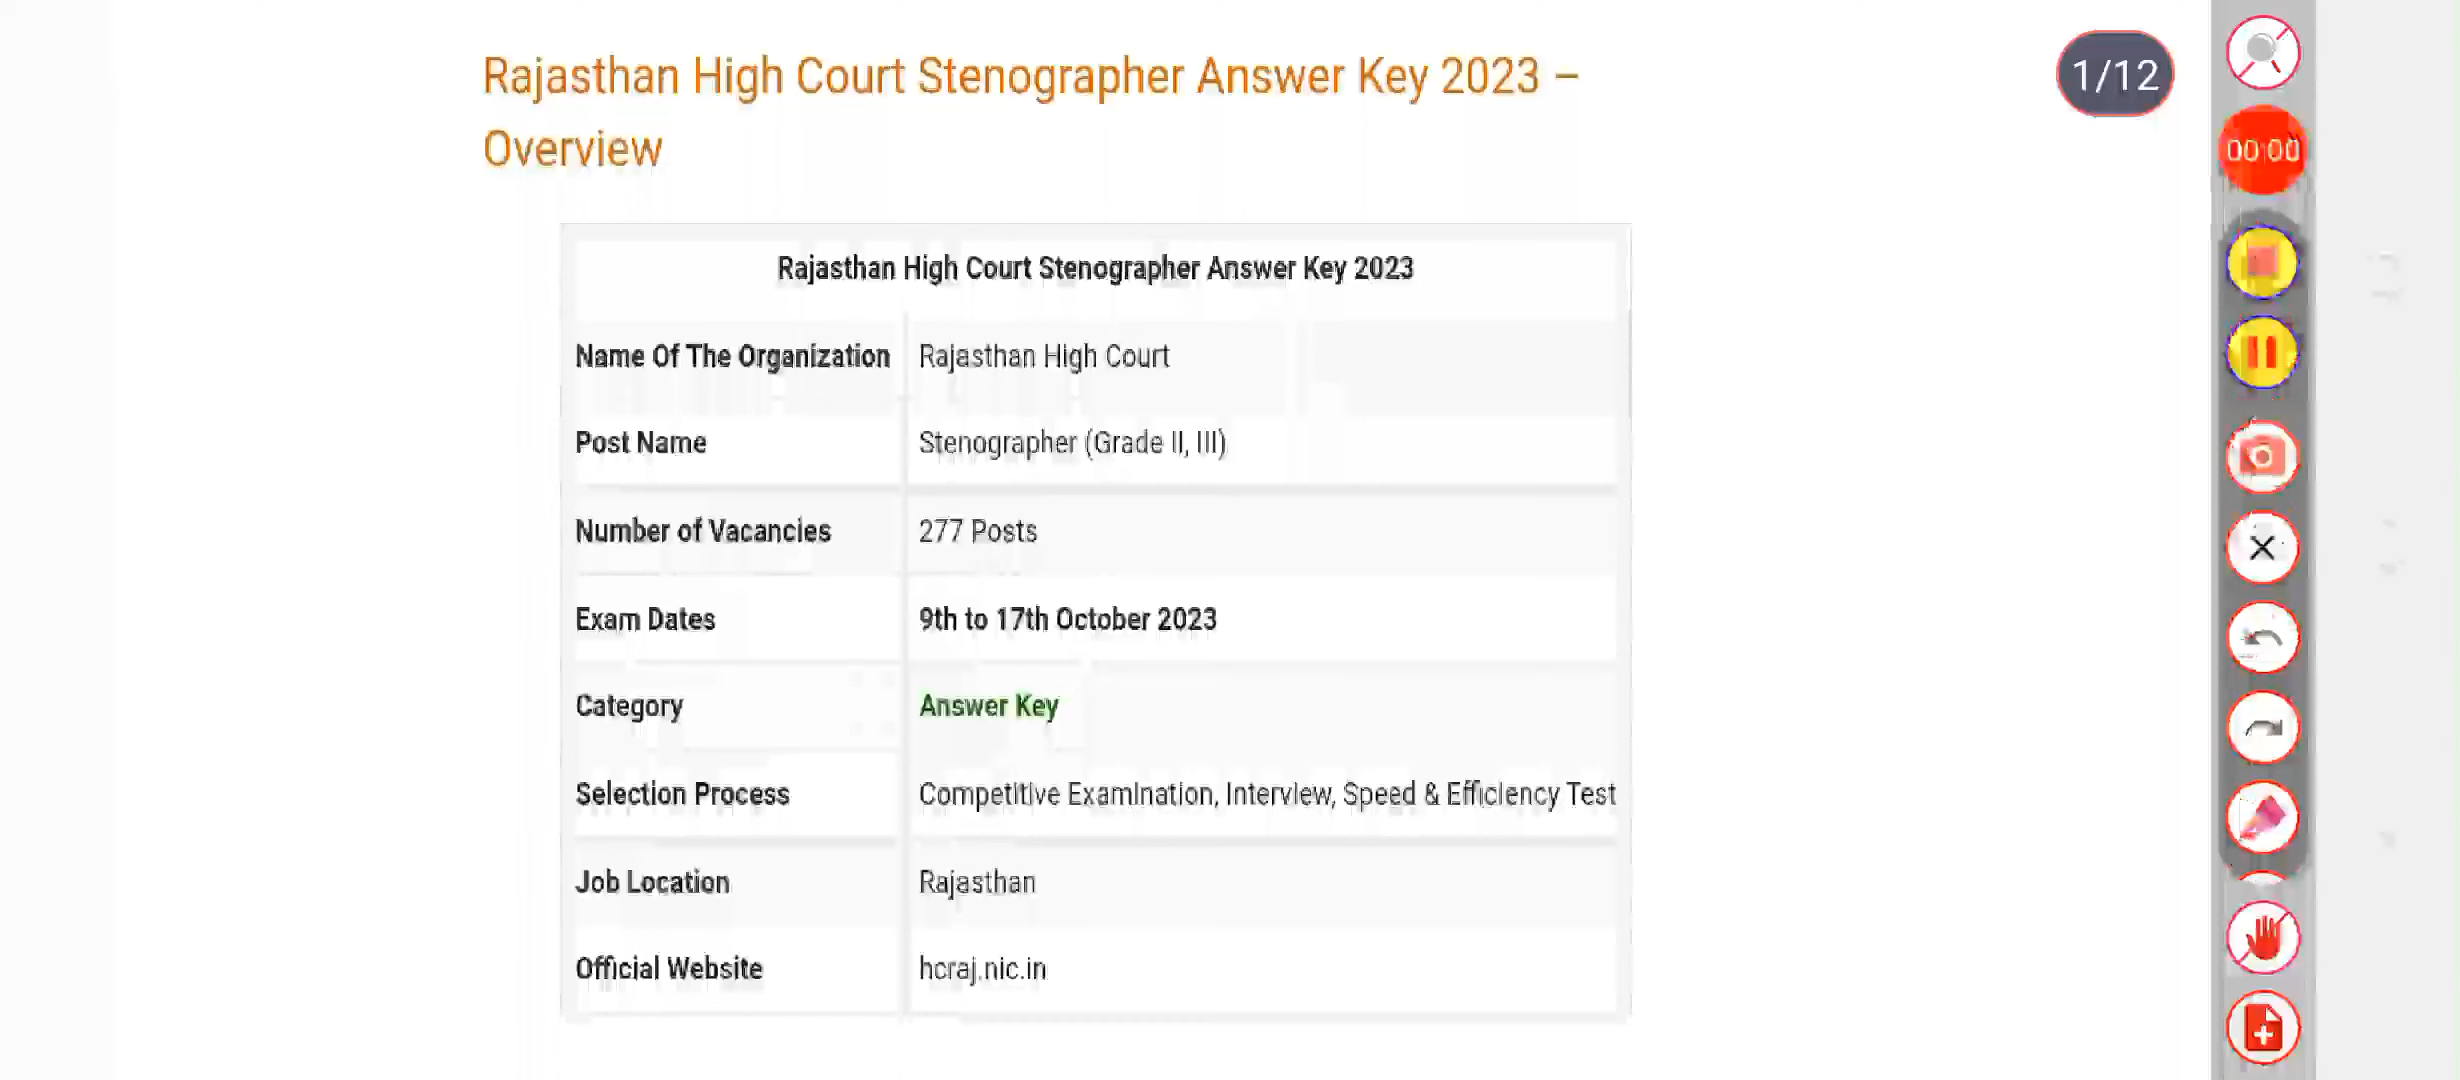 Rajasthan High Court Stenographer Answer Key 2023 –
Overview
1/12
00:00
Rajasthan High Court Stenographer Answer Key 2023
Name Of The Organization Rajasthan High Court
Post Name Stenographer (Grade II, III)
Number of Vacancies 277 Posts
Exam Dates 9th to 17th October 2023
Category Answer Key
Selection Process Competitive Examination, Interview, Speed & Efficiency Test
Job Location Rajasthan
Official Website hcraj.nic.in